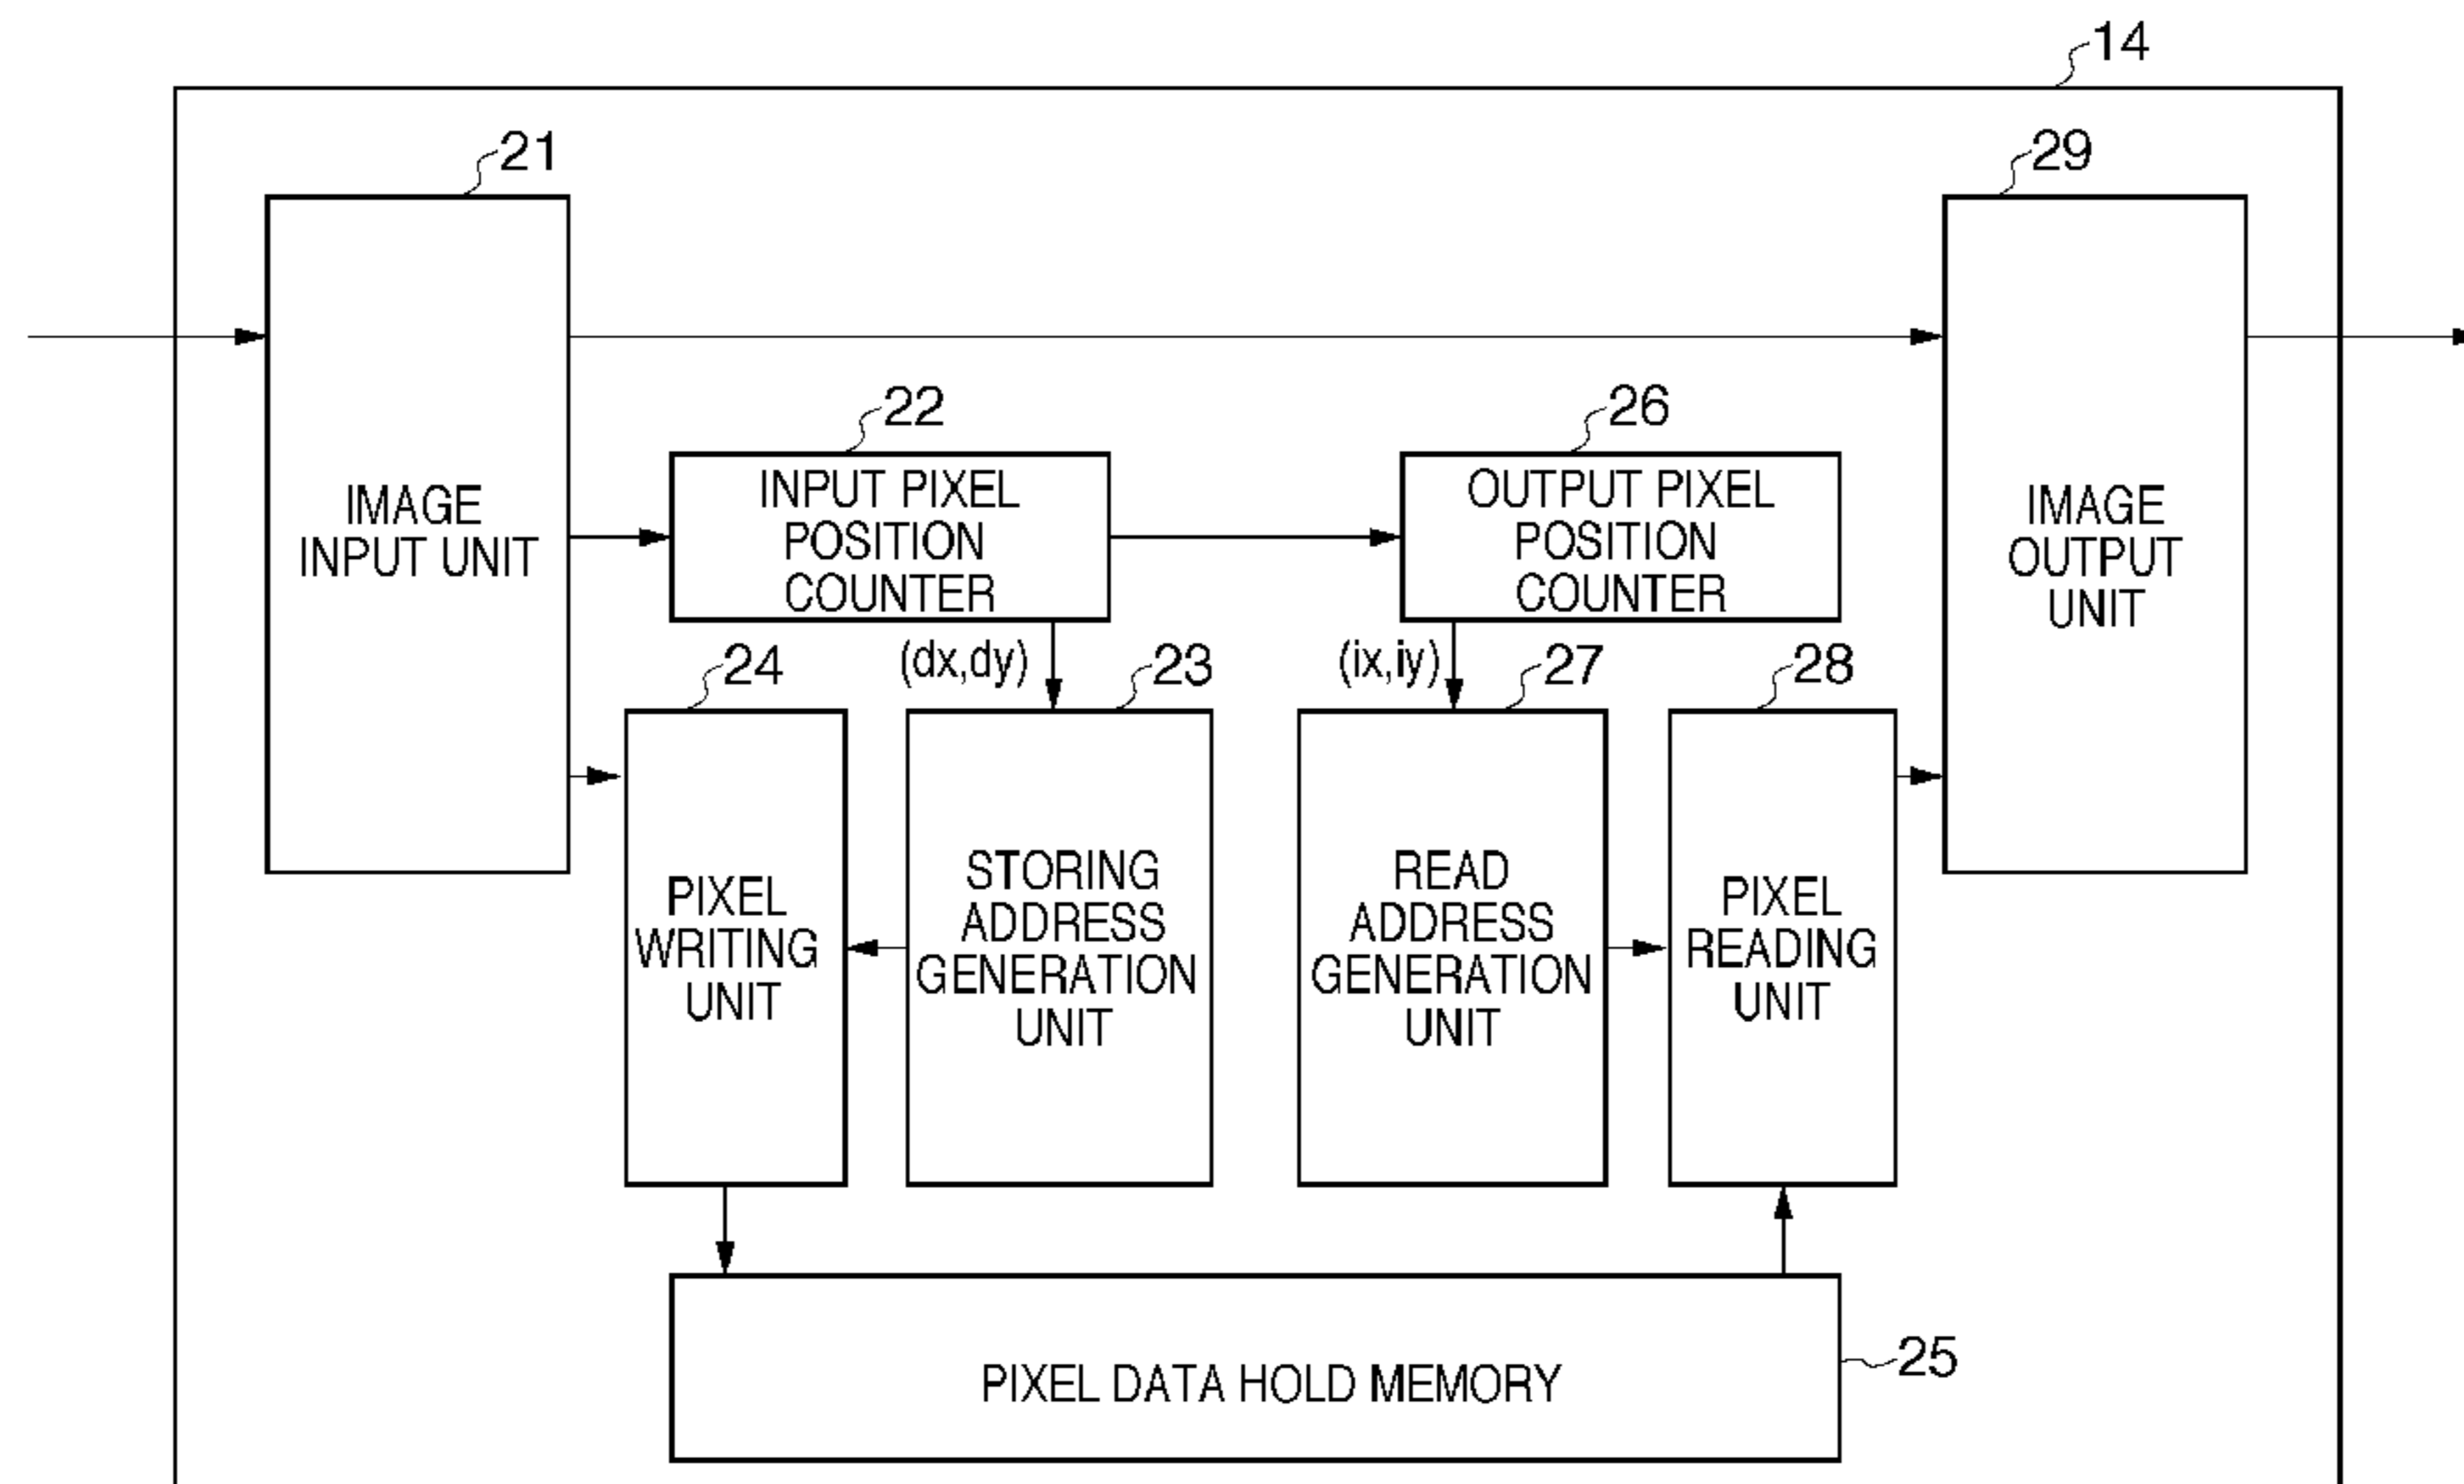 14
21
29
IMAGE
INPUT UNIT
22
INPUT PIXEL
POSITION
COUNTER
26
OUTPUT PIXEL
POSITION
COUNTER
IMAGE
OUTPUT
UNIT
24
(dx,dy)
23
(ix,iy)
27
28
PIXEL
WRITING
UNIT
STORING
ADDRESS
GENERATION
UNIT
READ
ADDRESS
GENERATION
UNIT
PIXEL
READING
UNIT
PIXEL DATA HOLD MEMORY
25